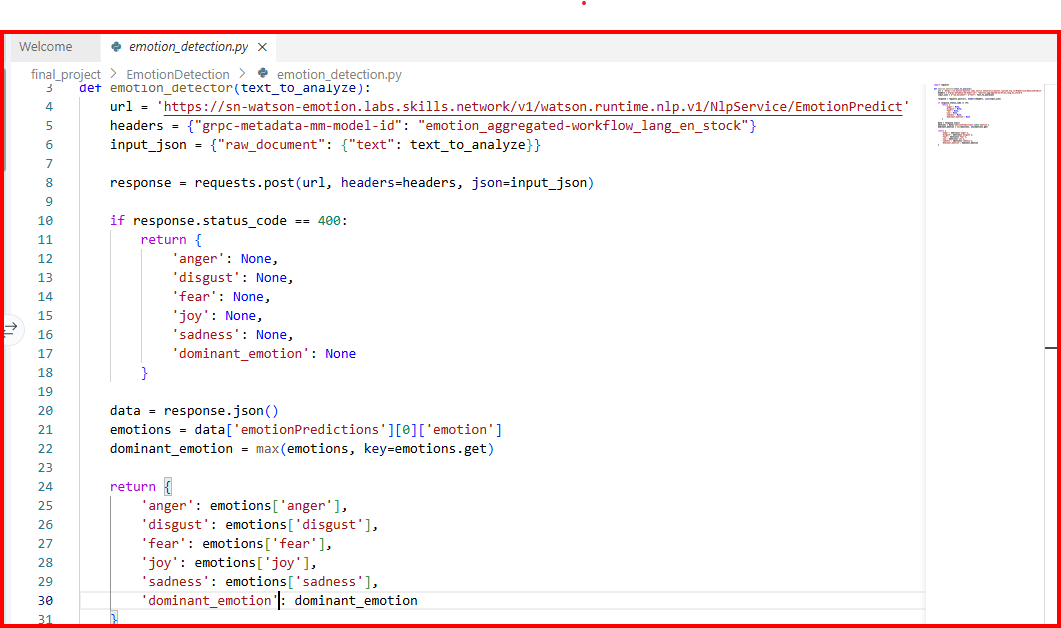 Welcome emotion_detection.py
final_project > EmotionDetection > emotion_detection.py
3 def emotion_detector(text_to_analyze):
4     url = 'https://sn-watson-emotion.labs.skills.network/v1/watson.runtime.nlp.v1/NlpService/EmotionPredict'
5     headers = {"grpc-metadata-mm-model-id": "emotion_aggregated-workflow_lang_en_stock"}
6     input_json = {"raw_document": {"text": text_to_analyze}}
7
8     response = requests.post(url, headers=headers, json=input_json)
9
10     if response.status_code == 400:
11         return {
12             'anger': None,
13             'disgust': None,
14             'fear': None,
15             'joy': None,
16             'sadness': None,
17             'dominant_emotion': None
18         }
19
20     data = response.json()
21     emotions = data['emotionPredictions'][0]['emotion']
22     dominant_emotion = max(emotions, key=emotions.get)
23
24     return {
25         'anger': emotions['anger'],
26         'disgust': emotions['disgust'],
27         'fear': emotions['fear'],
28         'joy': emotions['joy'],
29         'sadness': emotions['sadness'],
30         'dominant_emotion': dominant_emotion
31     }